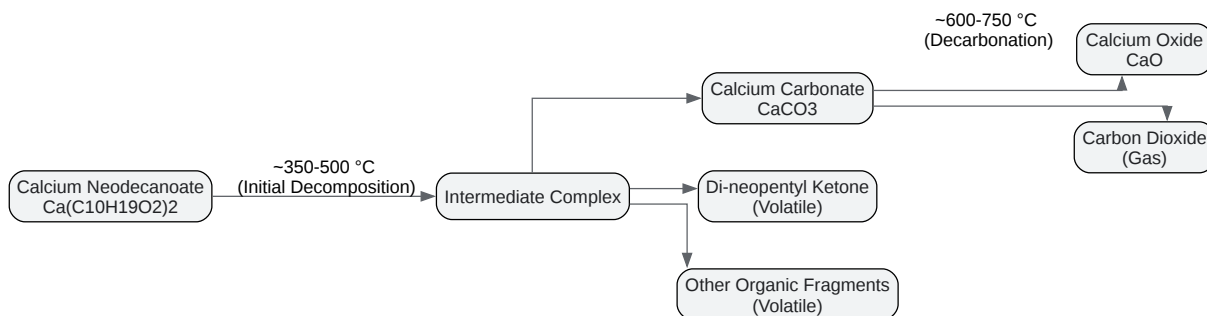 Calcium Neodecanoate
Ca(C10H19O2)2
~350-500 °C
(Initial Decomposition)
Intermediate Complex
Calcium Carbonate
CaCO3
~600-750 °C
(Decarbonation)
Calcium Oxide
CaO
Carbon Dioxide
(Gas)
Di-neopentyl Ketone
(Volatile)
Other Organic Fragments
(Volatile)